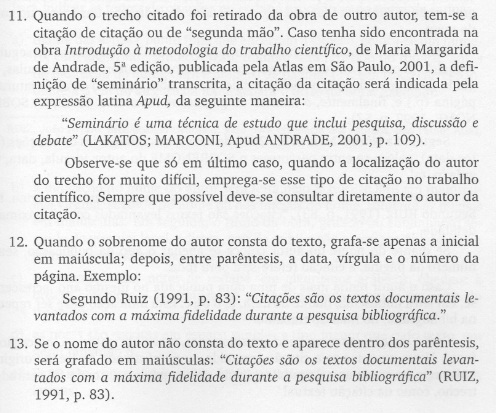 11. Quando o trecho citado foi retirado da obra de outro autor, tem-se a
citação de citação ou de “segunda mão”. Caso tenha sido encontrada na
obra Introdução à metodologia do trabalho científico, de Maria Margarida
de Andrade, 5ª edição, publicada pela Atlas em São Paulo, 2001, a defi-
nição de “seminário” transcrita, a citação da citação será indicada pela
expressão latina Apud, da seguinte maneira:
“Seminário é uma técnica de estudo que inclui pesquisa, discussão e
debate” (LAKATOS; MARCONI, Apud ANDRADE, 2001, p. 109).
Observe-se que só em último caso, quando a localização do autor
do trecho for muito difícil, emprega-se esse tipo de citação no trabalho
científico. Sempre que possível deve-se consultar diretamente o autor da
citação.
12. Quando o sobrenome do autor consta do texto, grafa-se apenas a inicial
em maiúscula; depois, entre parêntesis, a data, vírgula e o número da
página. Exemplo:
Segundo Ruiz (1991, p. 83): “Citações são os textos documentais le-
vantados com a máxima fidelidade durante a pesquisa bibliográfica.”
13. Se o nome do autor não consta do texto e aparece dentro dos parêntesis,
será grafado em maiúsculas: “Citações são os textos documentais levan-
tados com a máxima fidelidade durante a pesquisa bibliográfica” (RUIZ,
1991, p. 83).